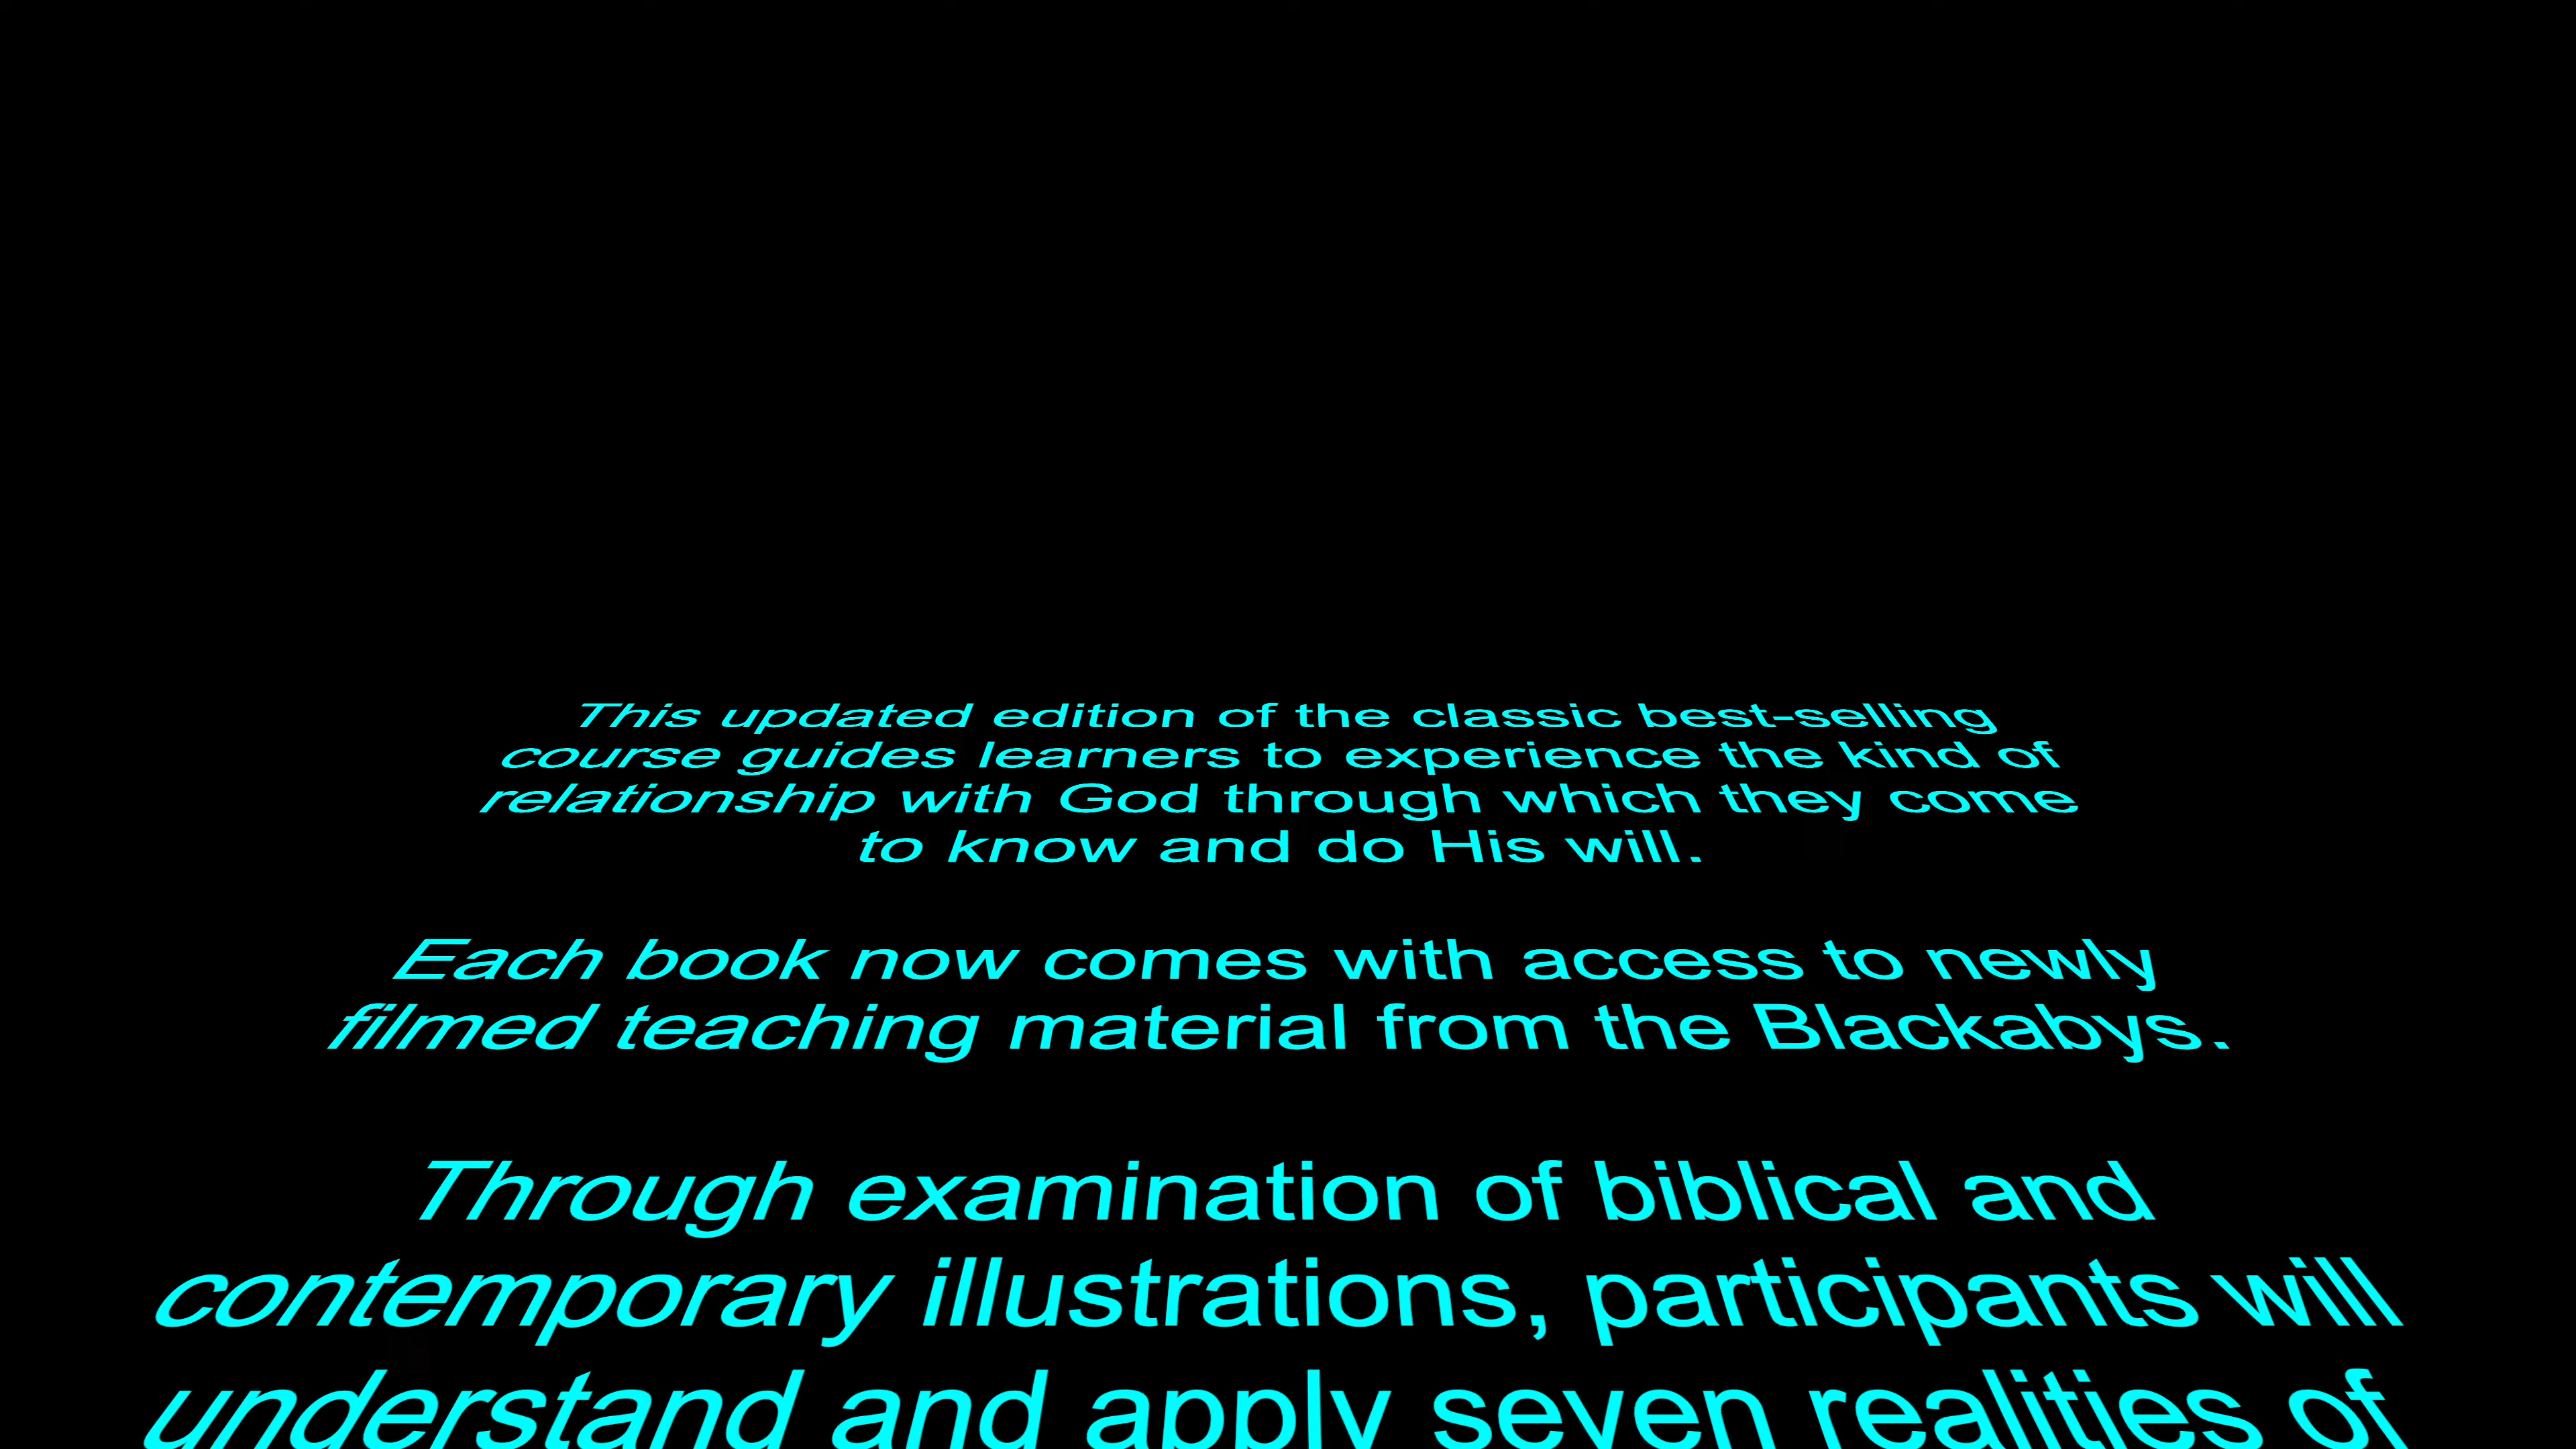 This updated edition of the classic best-selling
course guides learners to experience the kind of
relationship with God through which they come
to know and do His will.
Each book now comes with access to newly
filmed teaching material from the Blackabys.
Through examination of biblical and
contemporary illustrations, participants will
understand and apply seven realities of